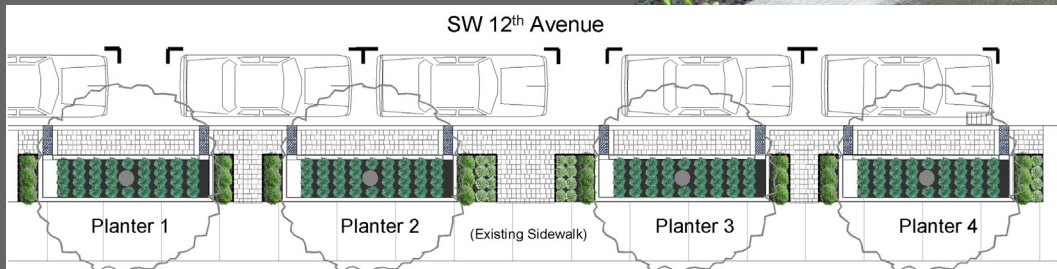 SW 12th Avenue
Planter 1
Planter 2
(Existing Sidewalk)
Planter 3
Planter 4